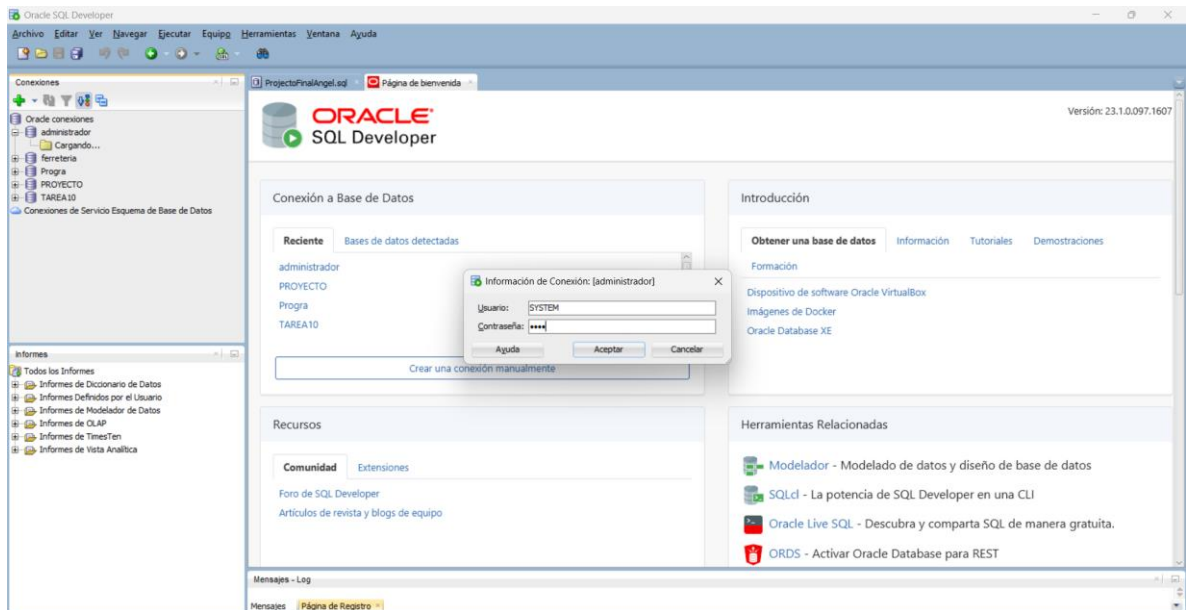 Oracle SQL Developer
Archivo Editar Ver Navegar Ejecutar Equipo Herramientas Ventana Ayuda
Conexiones
Oracle conexiones
administrador
Cargando...
ferreteria
Progra
PROYECTO
TAREA10
Conexiones de Servicio Esquema de Base de Datos
Informes
Todos los Informes
Informes de Diccionario de Datos
Informes Definidos por el Usuario
Informes de Modelador de Datos
Informes de OLAP
Informes de TimesTen
Informes de Vista Analítica
ProjectoFinalAngel.sql
Página de bienvenida
ORACLE
SQL Developer
Versión: 23.1.0.097.1607
Conexión a Base de Datos
Reciente Bases de datos detectadas
administrador
PROYECTO
Progra
TAREA10
Crear una conexión manualmente
Información de Conexión: [administrador]
Usuario: SYSTEM
Contraseña: ••••
Ayuda Aceptar Cancelar
Introducción
Obtener una base de datos Información Tutoriales Demostraciones
Formación
Dispositivo de software Oracle VirtualBox
Imágenes de Docker
Oracle Database XE
Recursos
Comunidad Extensiones
Foro de SQL Developer
Artículos de revista y blogs de equipo
Herramientas Relacionadas
Modelador - Modelado de datos y diseño de base de datos
SQLcl - La potencia de SQL Developer en una CLI
Oracle Live SQL - Descubra y comparta SQL de manera gratuita.
ORDS - Activar Oracle Database para REST
Mensajes - Log
Mensajes Página de Registro